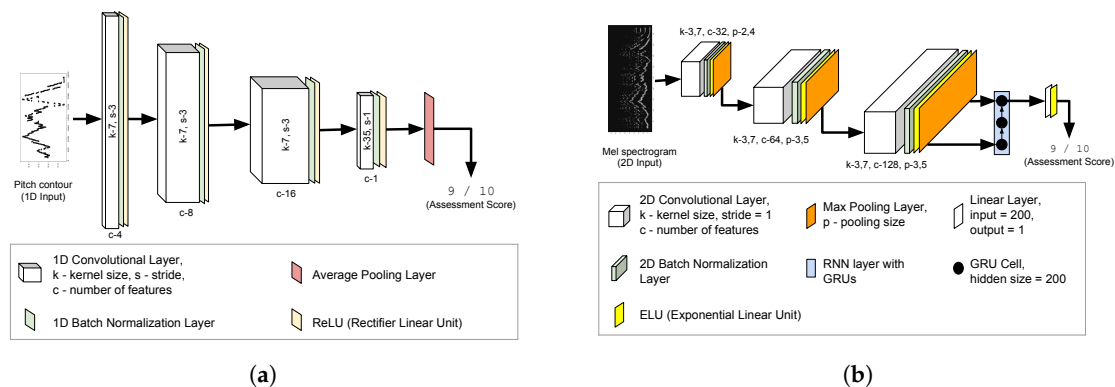 k-7, s-3
k-7, s-3
k-7, s-3
k-35, s-1
Pitch contour
(1D Input)
c-4
c-8
c-16
c-1
9 / 10
(Assessment Score)
1D Convolutional Layer,
k - kernel size, s - stride,
c - number of features
Average Pooling Layer
1D Batch Normalization Layer
ReLU (Rectifier Linear Unit)
(a)
k-3,7, c-32, p-2,4
Mel spectrogram
(2D Input)
k-3,7, c-64, p-3,5
k-3,7, c-128, p-3,5
9 / 10
(Assessment Score)
2D Convolutional Layer,
k - kernel size, stride = 1
c - number of features
Max Pooling Layer,
p - pooling size
Linear Layer,
input = 200,
output = 1
2D Batch Normalization
Layer
RNN layer with
GRUs
GRU Cell,
hidden size = 200
ELU (Exponential Linear Unit)
(b)